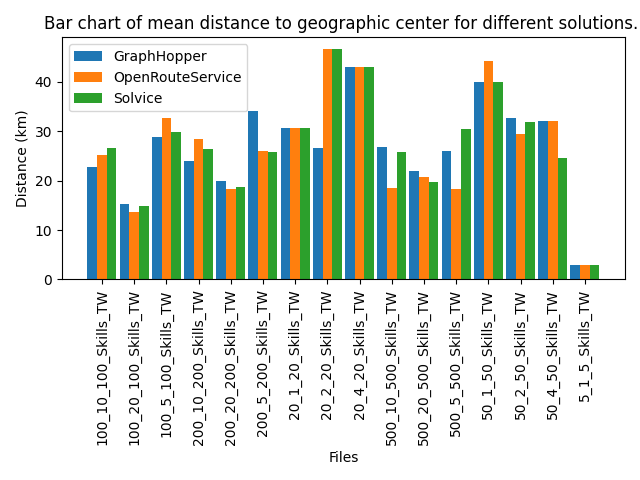 Bar chart of mean distance to geographic center for different solutions.
GraphHopper
OpenRouteService
Solvice
Distance (km)
40
30
20
10
0
100_10_100_Skills_TW
100_20_100_Skills_TW
100_5_100_Skills_TW
200_10_200_Skills_TW
200_20_200_Skills_TW
200_5_200_Skills_TW
20_1_20_Skills_TW
20_2_20_Skills_TW
20_4_20_Skills_TW
500_10_500_Skills_TW
500_20_500_Skills_TW
500_5_500_Skills_TW
50_1_50_Skills_TW
50_2_50_Skills_TW
50_4_50_Skills_TW
5_1_5_Skills_TW
Files